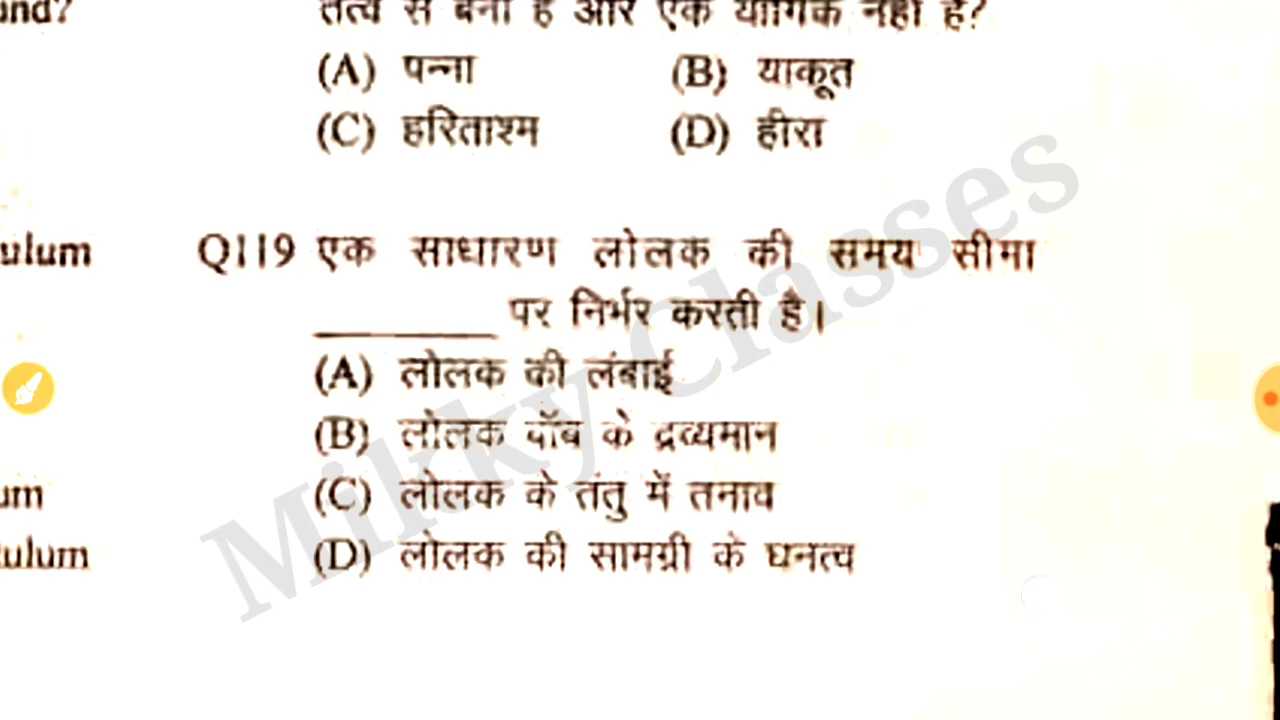 तत्व से बना है और एक यौगिक नहीं है?
(A) पन्ना (B) याकूत
(C) हरिताश्म (D) हीरा
ulum Q119 एक साधारण लोलक की समय सीमा
________ पर निर्भर करती है।
(A) लोलक की लंबाई
(B) लोलक दॉब के द्रव्यमान
um (C) लोलक के तंतु में तनाव
ulum (D) लोलक की सामग्री के घनत्व
Mikky Classes